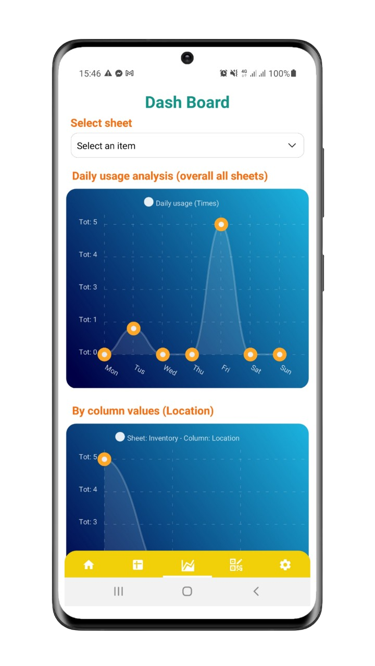 15:46
4G
100%
Dash Board
Select sheet
Select an item
Daily usage analysis (overall all sheets)
Daily usage (Times)
Tot: 5
Tot: 4
Tot: 3
Tot: 1
Tot: 0
Mon Tus Wed Thu Fri Sat Sun
By column values (Location)
Sheet: Inventory - Column: Location
Tot: 5
Tot: 4
Tot: 3